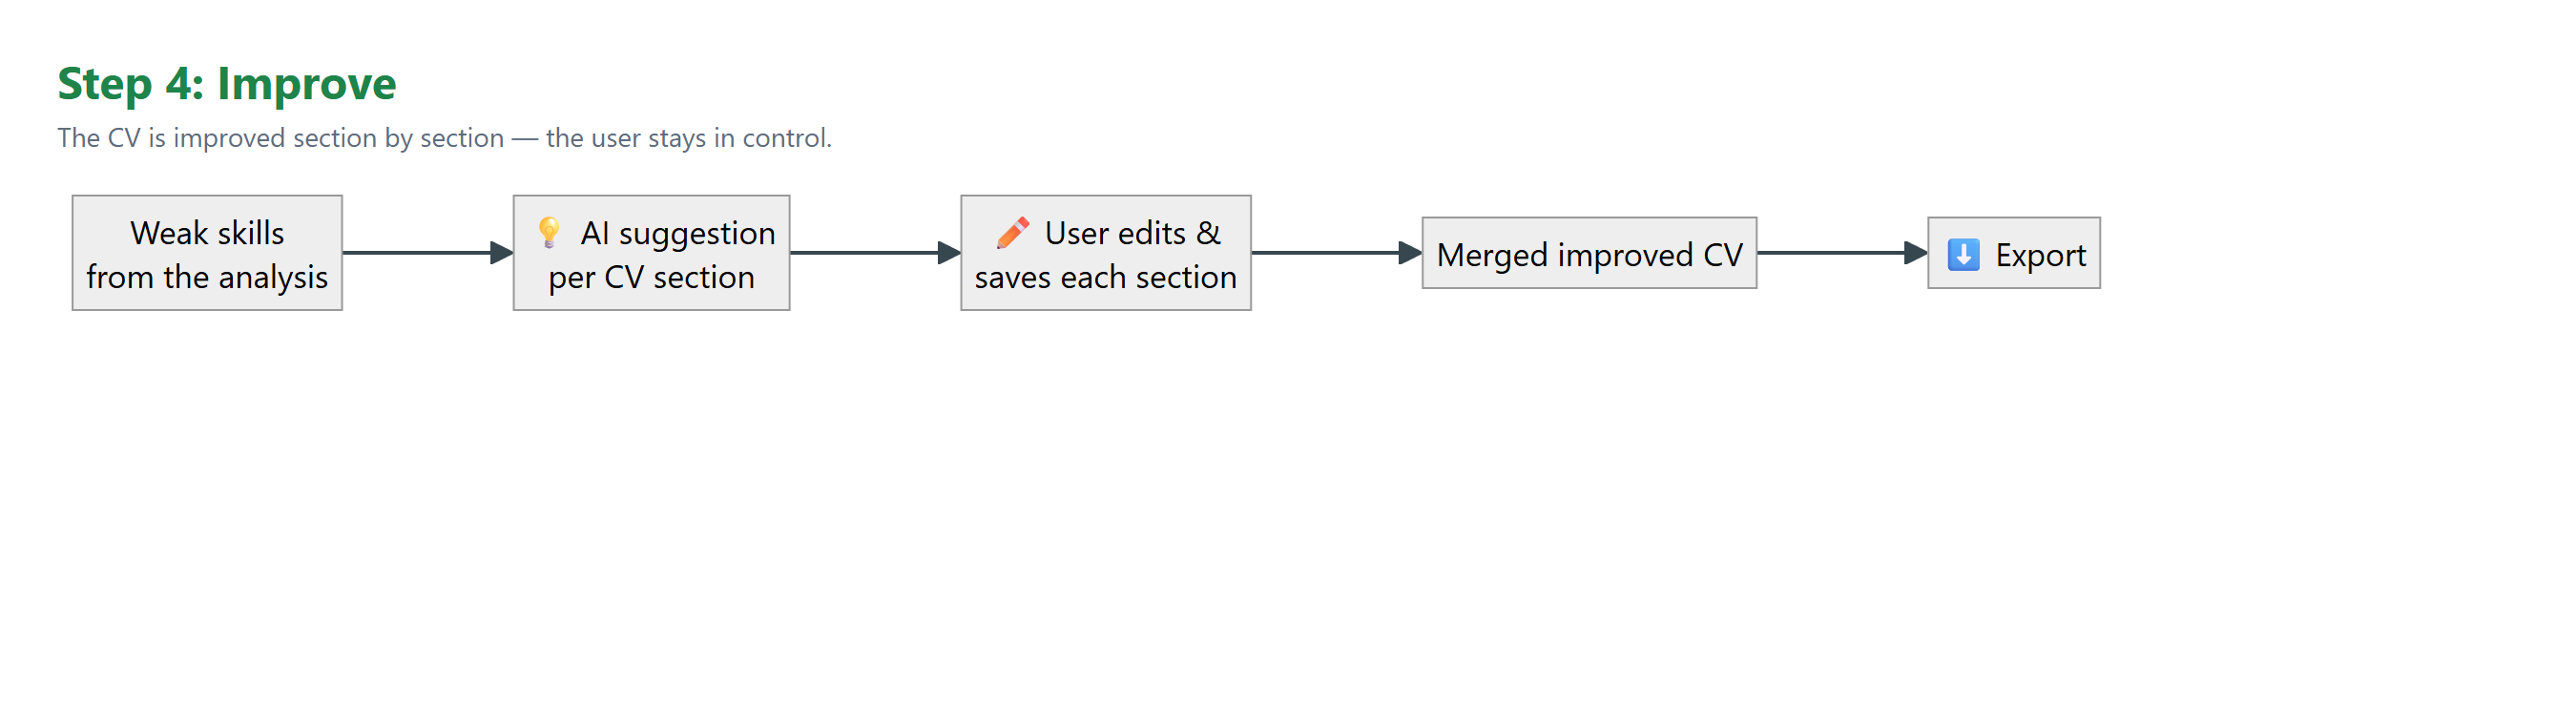 Step 4: Improve
The CV is improved section by section — the user stays in control.
Weak skills
from the analysis
💡 AI suggestion
per CV section
✏️ User edits &
saves each section
Merged improved CV
⬇️ Export